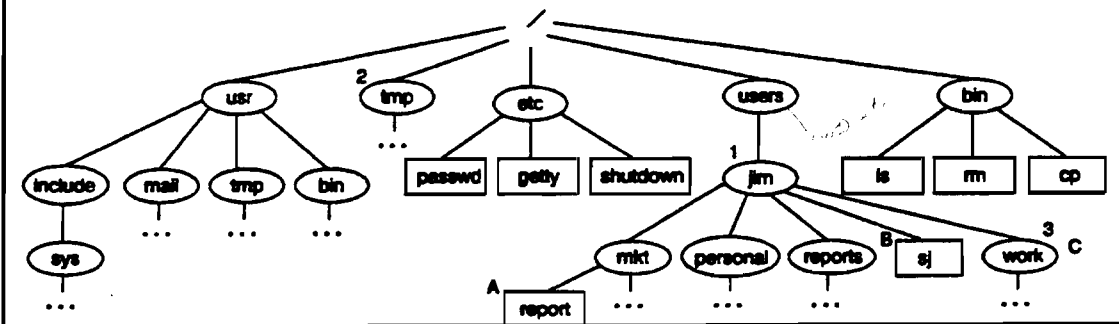 /
2
usr tmp etc users bin
1
include mail tmp bin passwd getty shutdown jim ls rm cp
... ... ... ...
3
sys mkt personal reports B sj work C
... A report ... ... ... ...